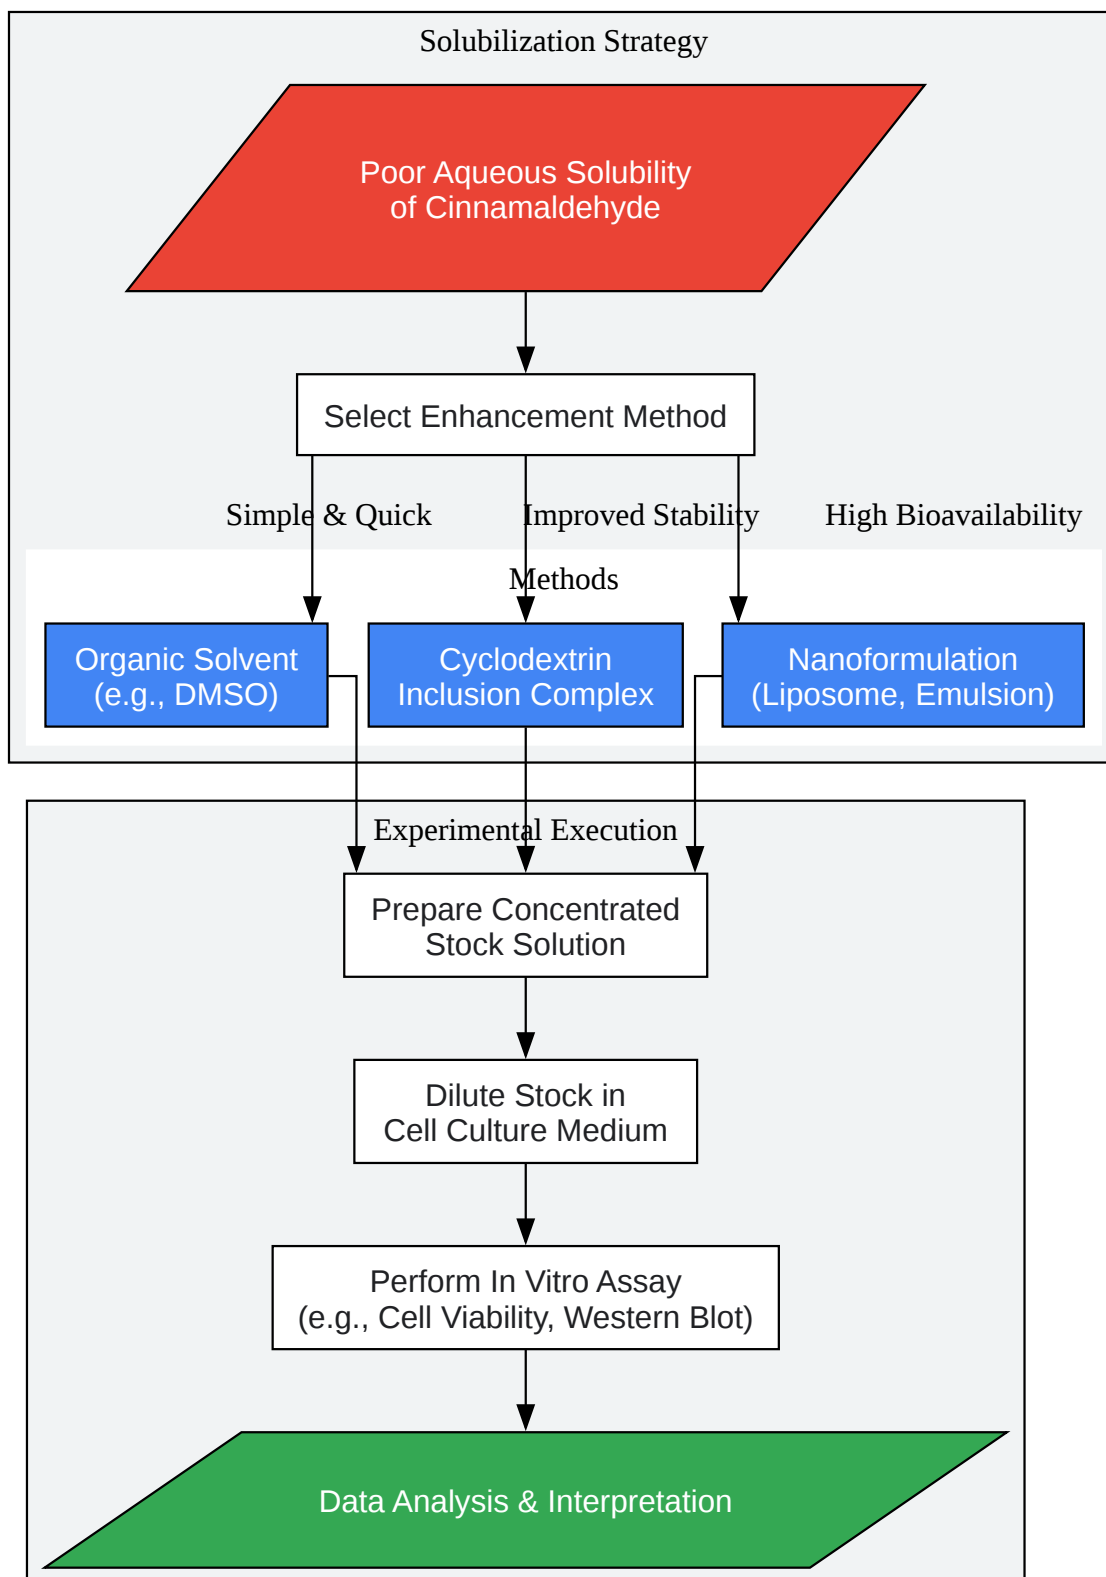 Solubilization Strategy
Poor Aqueous Solubility
of Cinnamaldehyde
Select Enhancement Method
Simple & Quick
Improved Stability
High Bioavailability
Methods
Organic Solvent
(e.g., DMSO)
Cyclodextrin
Inclusion Complex
Nanoformulation
(Liposome, Emulsion)
Experimental Execution
Prepare Concentrated
Stock Solution
Dilute Stock in
Cell Culture Medium
Perform In Vitro Assay
(e.g., Cell Viability, Western Blot)
Data Analysis & Interpretation